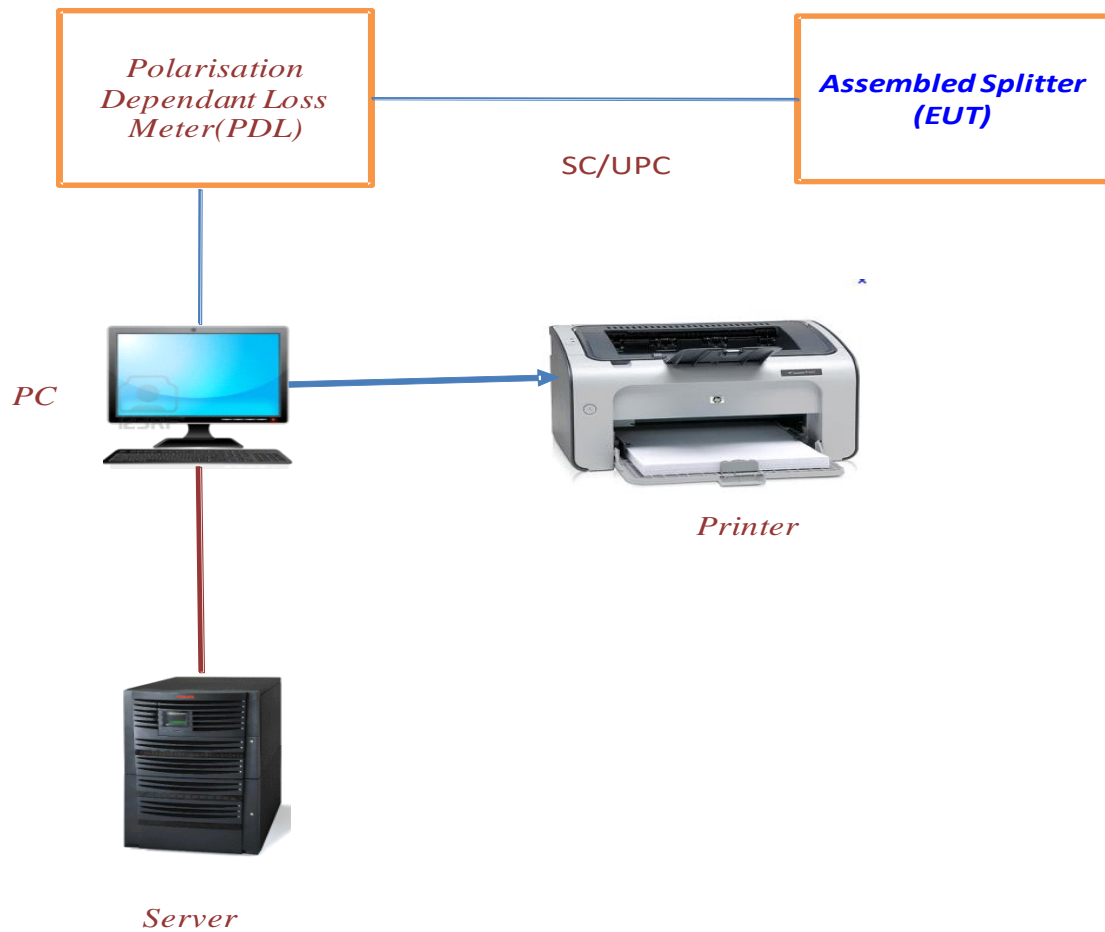 Polarisation
Dependant Loss
Meter(PDL)
Assembled Splitter
(EUT)
SC/UPC
PC
Printer
Server